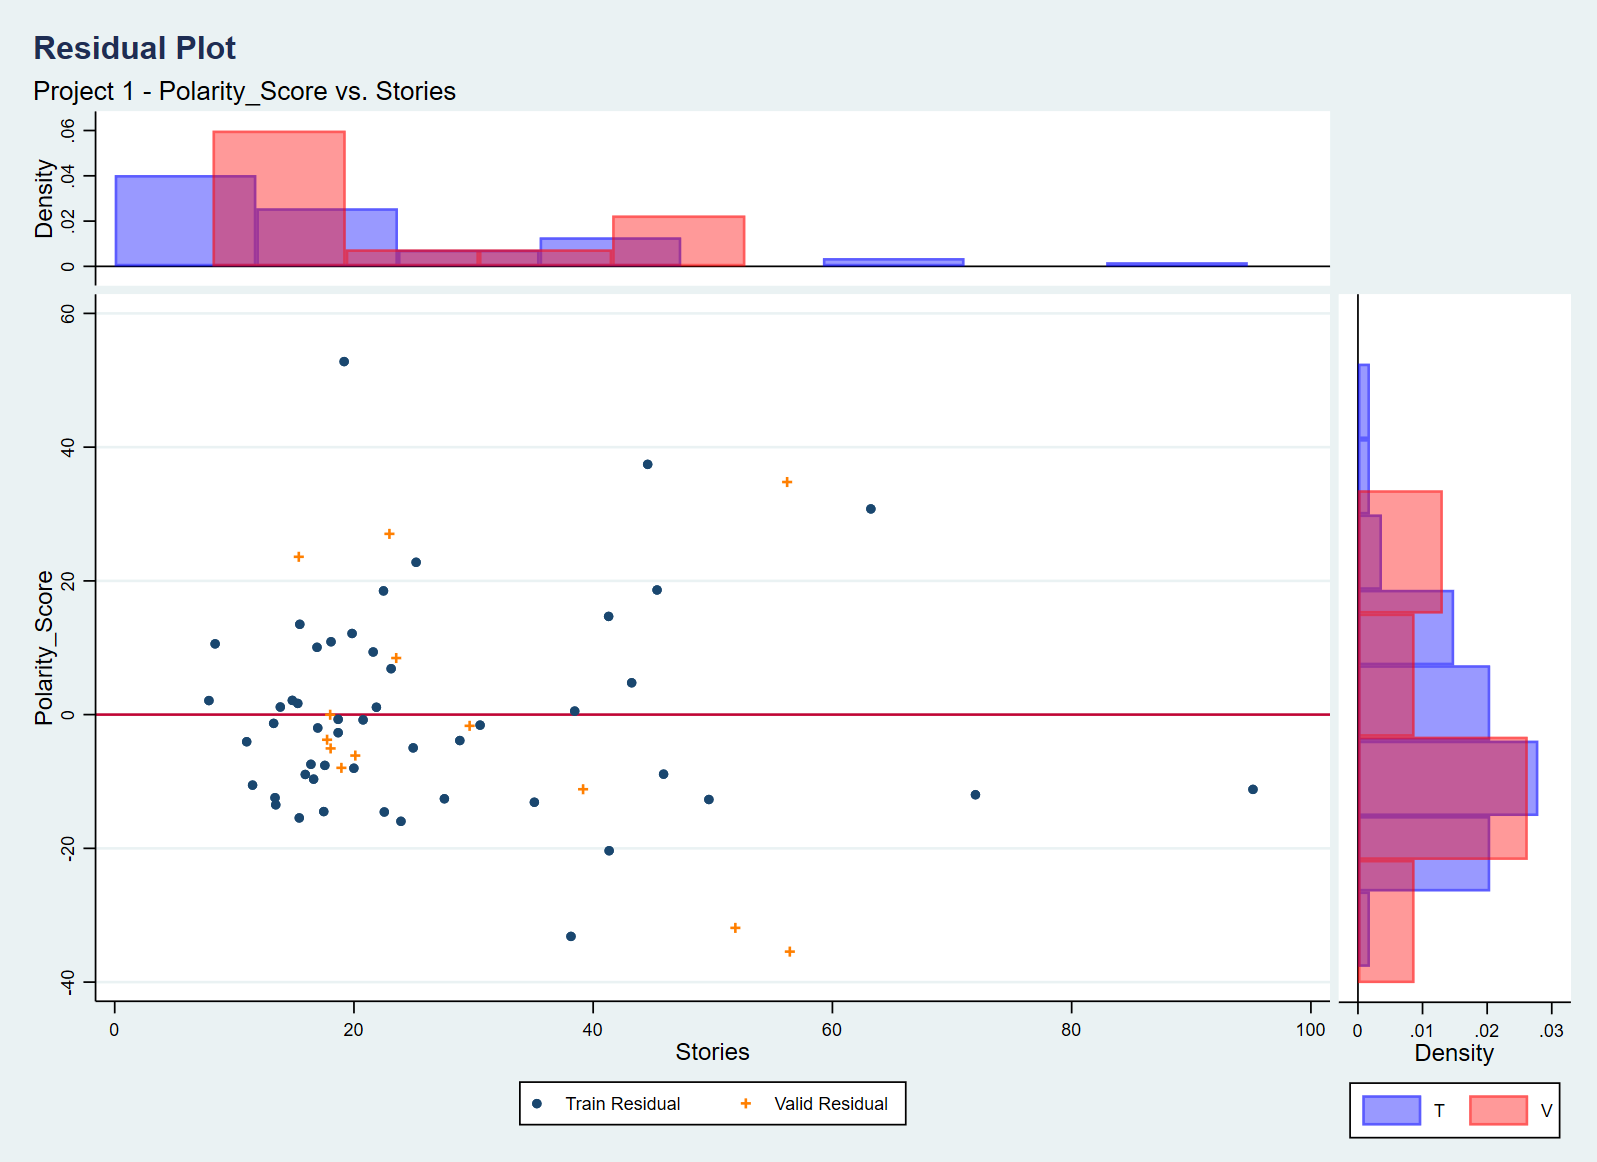 Residual Plot
Project 1 - Polarity_Score vs. Stories
Density
.06
.04
.02
0
Polarity_Score
60
40
20
0
-20
-40
0 20 40 60 80 100
Stories
0 .01 .02 .03
Density
Train Residual Valid Residual
T V